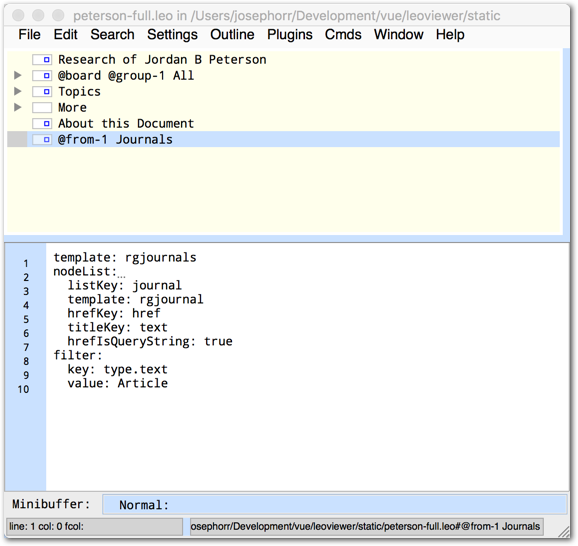 peterson-full.leo in /Users/josephorr/Development/vue/leoviewer/static
File Edit Search Settings Outline Plugins Cmds Window Help
Research of Jordan B Peterson
@board @group-1 All
Topics
More
About this Document
@from-1 Journals
1 template: rgjournals
2 nodeList:
3 listKey: journal
4 template: rgjournal
5 hrefKey: href
6 titleKey: text
7 hrefIsQueryString: true
8 filter:
9 key: type.text
10 value: Article
Minibuffer: Normal:
line: 1 col: 0 fcol: osephorr/Development/vue/leoviewer/static/peterson-full.leo#@from-1 Journals